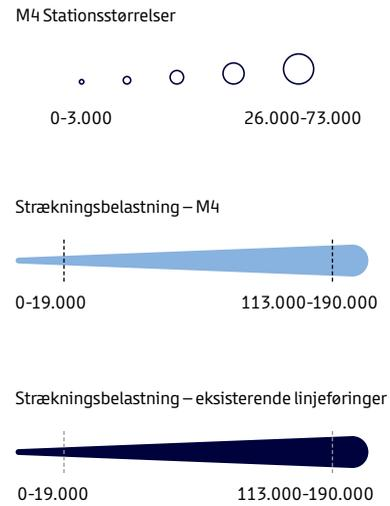 M4 Stationsstørrelser
0-3.000 26.000-73.000
Strækningsbelastning – M4
0-19.000 113.000-190.000
Strækningsbelastning – eksisterende linjeføringer
0-19.000 113.000-190.000